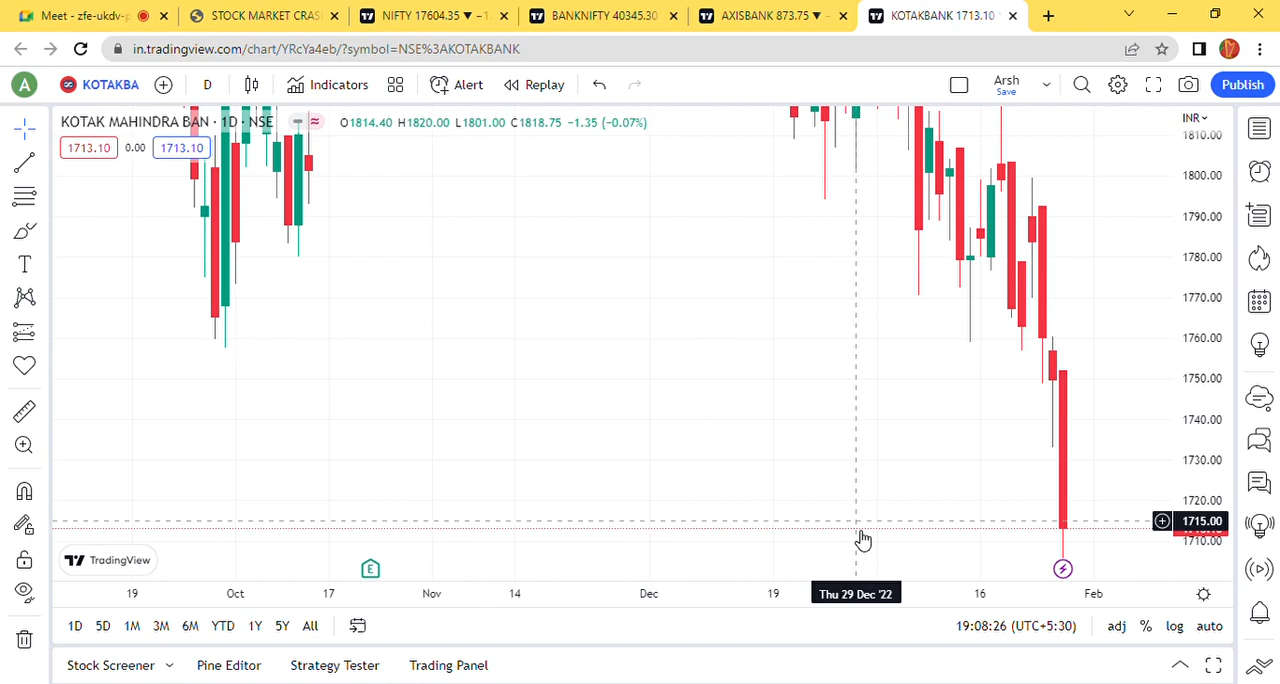 Meet - zfe-ukdv-p
STOCK MARKET CRAS
NIFTY 17604.35 ▼ −1.
BANKNIFTY 40345.30
AXISBANK 873.75 ▼ −
KOTAKBANK 1713.10
in.tradingview.com/chart/YRcYa4eb/?symbol=NSE%3AKOTAKBANK
A
KOTAKBA
D
Indicators
Alert
Replay
Arsh
Save
Publish
KOTAK MAHINDRA BAN · 1D · NSE
O1814.40 H1820.00 L1801.00 C1818.75 −1.35 (−0.07%)
INR
1713.10 0.00 1713.10
1810.00
1800.00
1790.00
1780.00
1770.00
1760.00
1750.00
1740.00
1730.00
1720.00
1715.00
1710.00
TradingView
E
19 Oct 17 Nov 14 Dec 19 Thu 29 Dec '22 16 Feb
1D 5D 1M 3M 6M YTD 1Y 5Y All
19:08:26 (UTC+5:30) adj % log auto
Stock Screener Pine Editor Strategy Tester Trading Panel